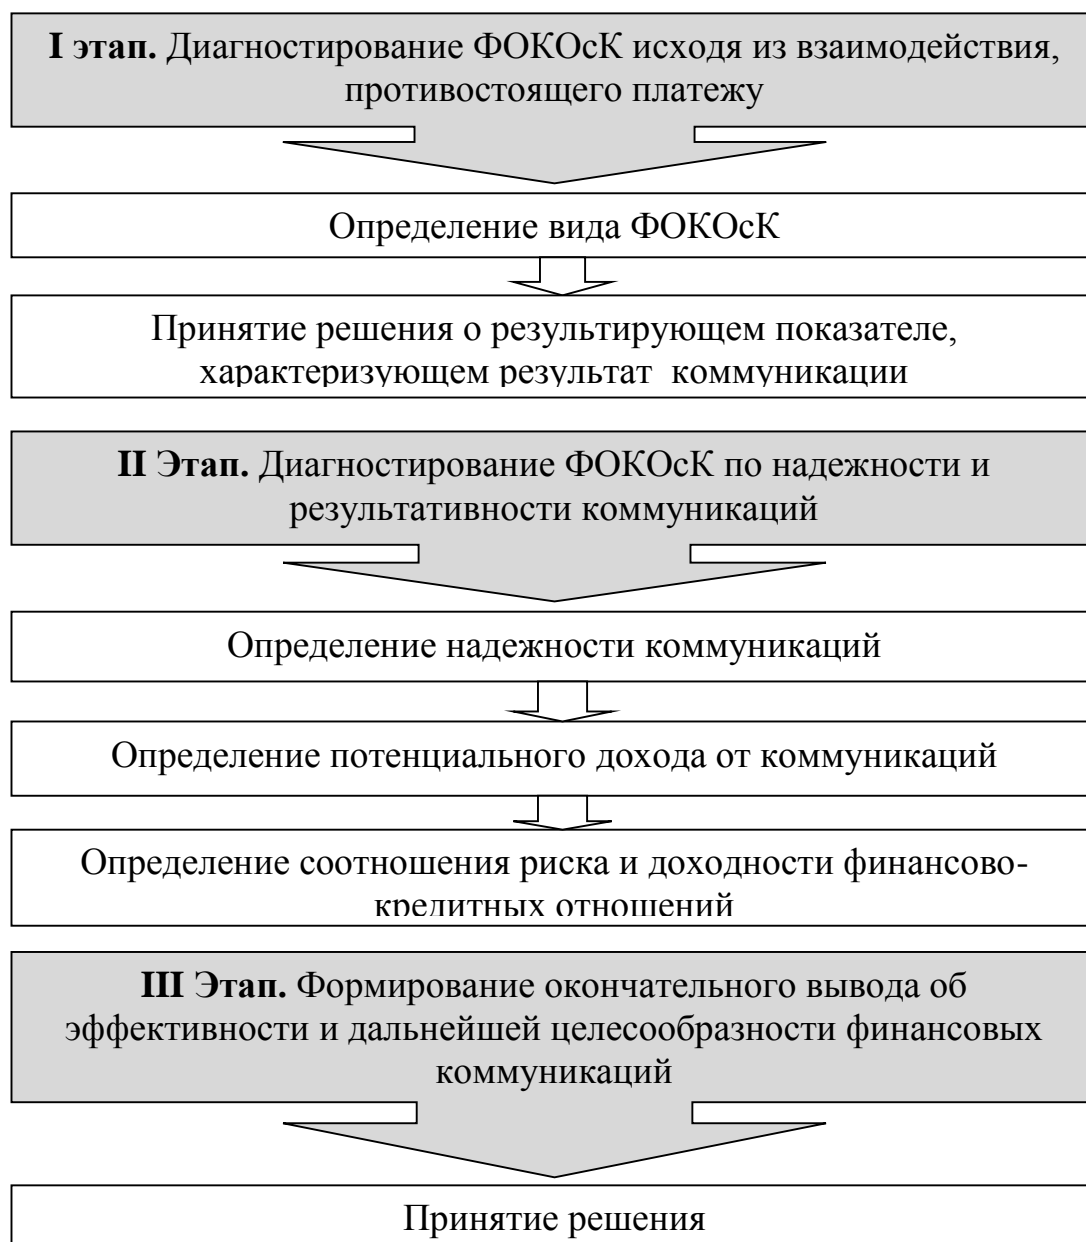 I этап. Диагностирование ФОКОсК исходя из взаимодействия,
противостоящего платежу
Определение вида ФОКОсК
Принятие решения о результирующем показателе,
характеризующем результат коммуникации
II Этап. Диагностирование ФОКОсК по надежности и
результативности коммуникаций
Определение надежности коммуникаций
Определение потенциального дохода от коммуникаций
Определение соотношения риска и доходности финансово-
кредитных отношений
III Этап. Формирование окончательного вывода об
эффективности и дальнейшей целесообразности финансовых
коммуникаций
Принятие решения